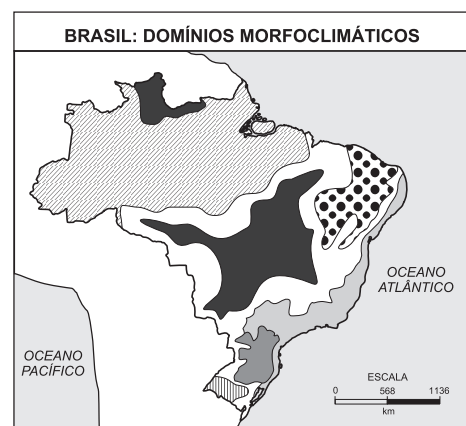 BRASIL: DOMÍNIOS MORFOCLIMÁTICOS
OCEANO
ATLÂNTICO
OCEANO
PACÍFICO
ESCALA
0 568 1136
km